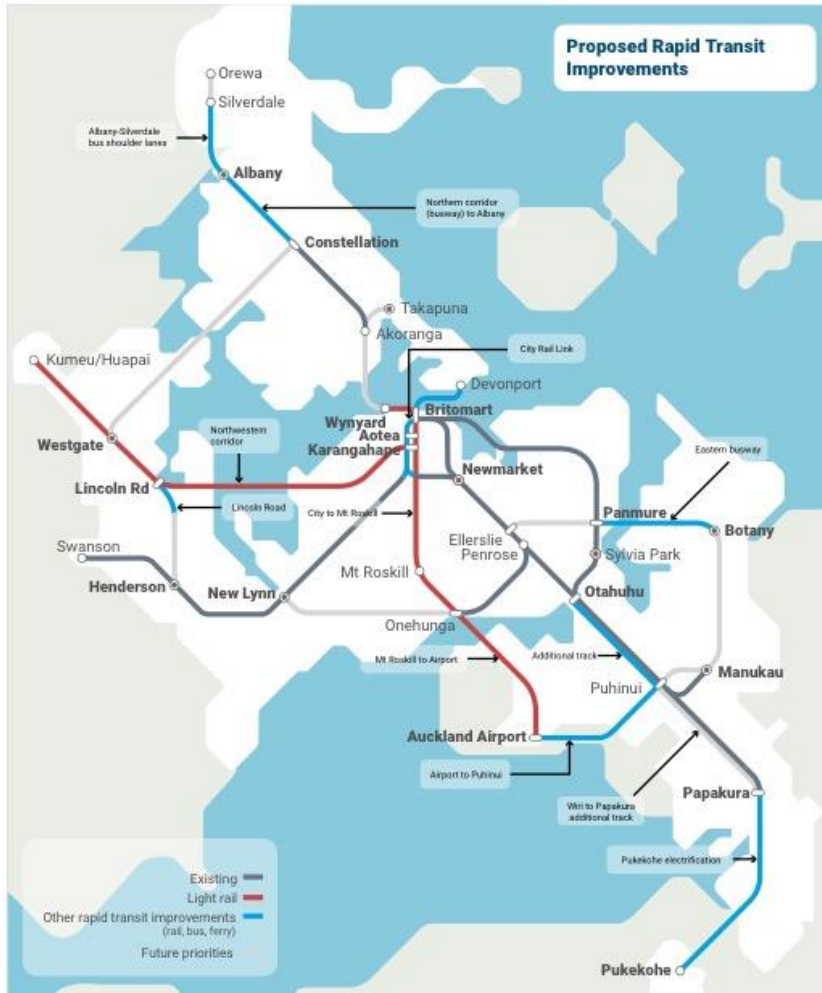 Proposed Rapid Transit
Improvements
Orewa
Silverdale
Albany-Silverdale
bus shoulder lanes
Albany
Northern corridor
(busway) to Albany
Constellation
Takapuna
Akoranga
City Rail Link
Kumeu/Huapai
Devonport
Wynyard
Britomart
Aotea
Karangahape
Northwestern
corridor
Westgate
Eastern busway
Newmarket
Lincoln Rd
Lincoln Road
City to Mt Roskill
Panmure
Botany
Ellerslie
Penrose
Sylvia Park
Swanson
Mt Roskill
Henderson
New Lynn
Otahuhu
Onehunga
Mt Roskill to Airport
Additional track
Manukau
Puhinui
Auckland Airport
Airport to Puhinui
Papakura
Wiri to Papakura
additional track
Pukekohe electrification
Existing
Light rail
Other rapid transit improvements
(rail, bus, ferry)
Future priorities
Pukekohe